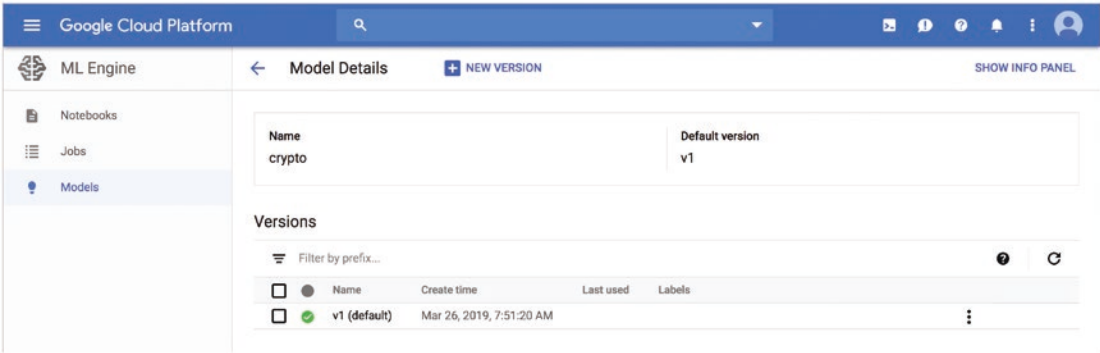 Google Cloud Platform
ML Engine
Model Details
NEW VERSION
SHOW INFO PANEL
Notebooks
Jobs
Models
Name
crypto
Default version
v1
Versions
Filter by prefix...
Name Create time Last used Labels
v1 (default) Mar 26, 2019, 7:51:20 AM